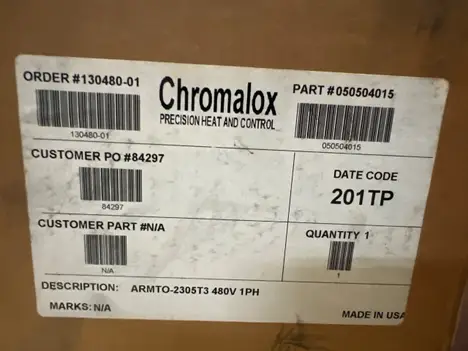 ORDER #130480-01
130480-01
Chromalox
PRECISION HEAT AND CONTROL
PART #050504015
050504015
CUSTOMER PO #84297
84297
DATE CODE
201TP
CUSTOMER PART #N/A
N/A
QUANTITY 1
1
DESCRIPTION: ARMTO-2305T3 480V 1PH
MARKS: N/A
MADE IN USA